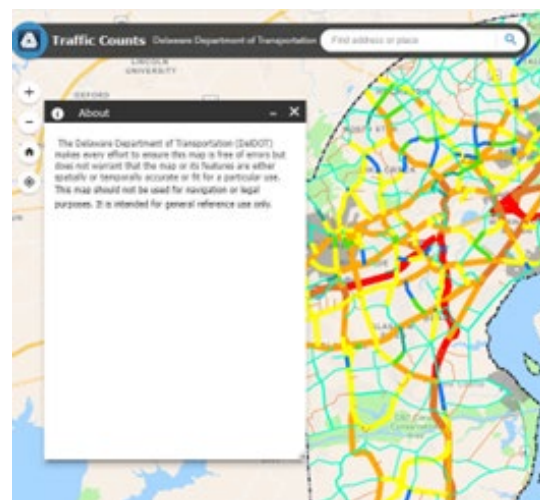 Traffic Counts Delaware Department of Transportation Find address or place
LINCOLN
UNIVERSITY
OXFORD
About
The Delaware Department of Transportation (DelDOT)
makes every effort to ensure this map is free of errors but
does not warrant that the map or its features are either
spatially or temporally accurate or fit for a particular use.
This map should not be used for navigation or legal
purposes. It is intended for general reference use only.